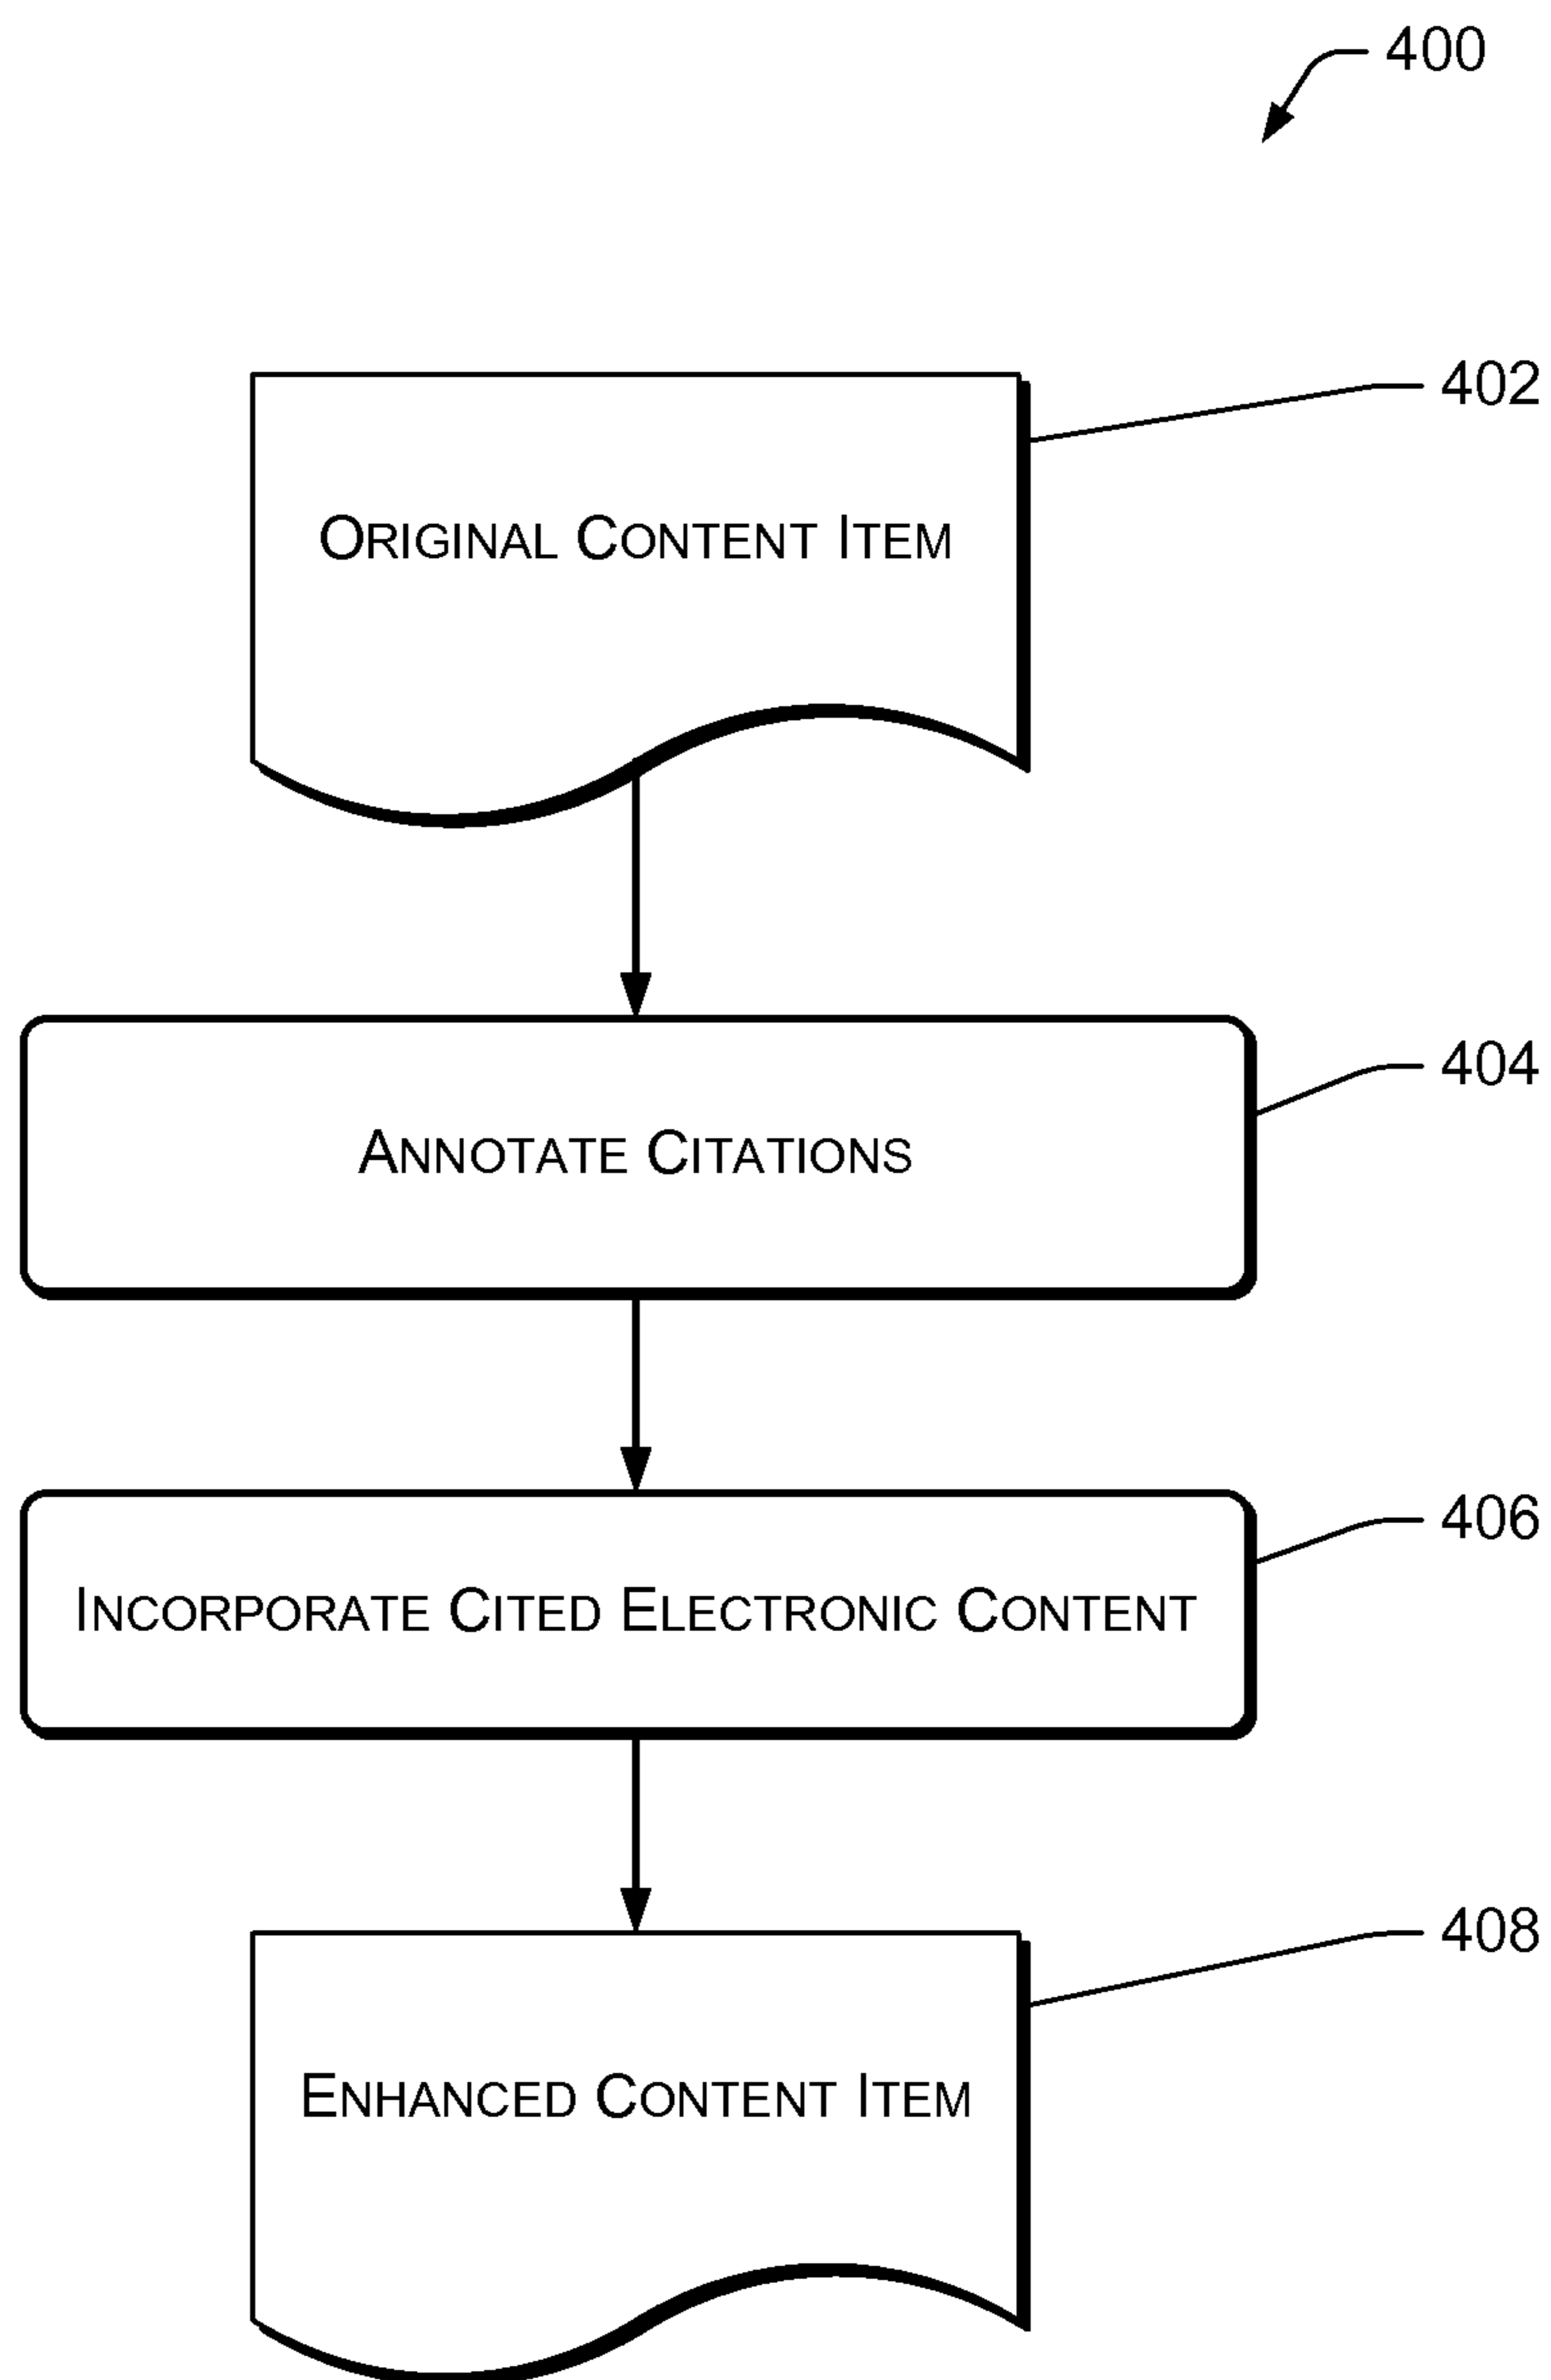 400
402
ORIGINAL CONTENT ITEM
404
ANNOTATE CITATIONS
406
INCORPORATE CITED ELECTRONIC CONTENT
408
ENHANCED CONTENT ITEM